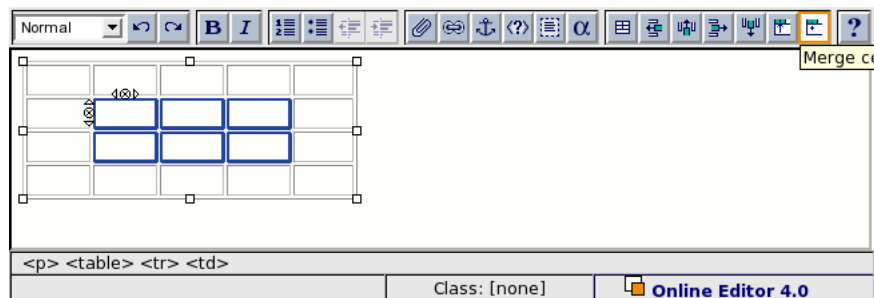 Normal B I <?> α ?
Merge ce
<p> <table> <tr> <td>
Class: [none] Online Editor 4.0